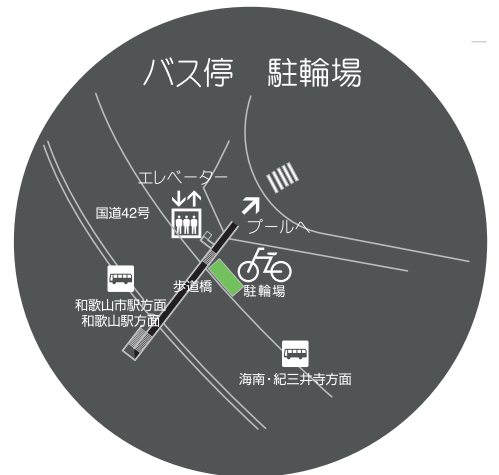 バス停　駐輪場
エレベーター
国道42号
プールへ
歩道橋
駐輪場
和歌山市駅方面
和歌山駅方面
海南・紀三井寺方面